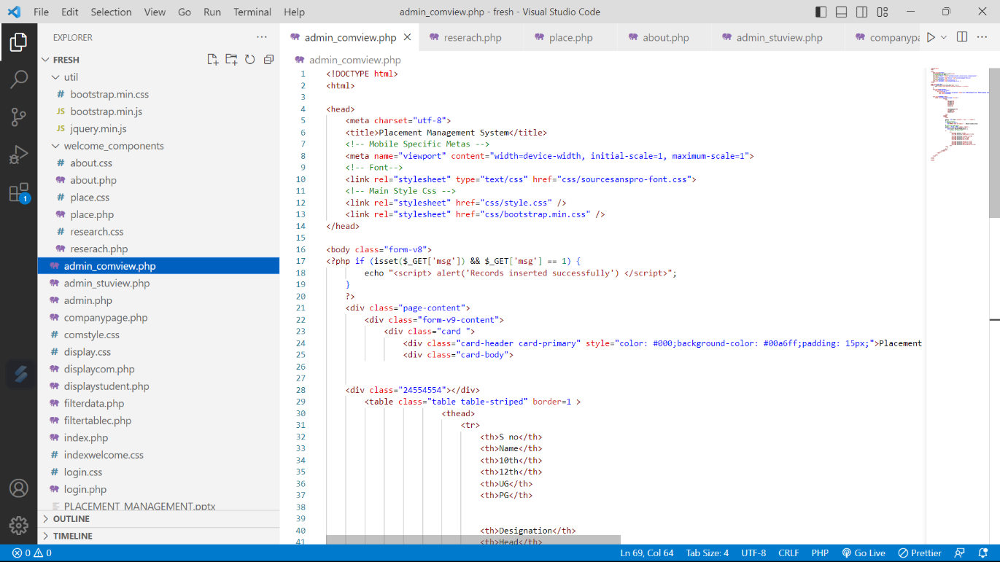 File Edit Selection View Go Run Terminal Help admin_comview.php - fresh - Visual Studio Code
EXPLORER
FRESH
util
# bootstrap.min.css
JS bootstrap.min.js
JS jquery.min.js
welcome_components
# about.css
about.php
# place.css
place.php
# research.css
reserach.php
admin_comview.php
admin_stuview.php
admin.php
companypage.php
# comstyle.css
# display.css
displaycom.php
displaystudent.php
filterdata.php
filtertablec.php
index.php
# indexwelcome.css
# login.css
login.php
PLACEMENT_MANAGEMENT.pptx
OUTLINE
TIMELINE
1
admin_comview.php reserach.php place.php about.php admin_stuview.php companypa
admin_comview.php
1 <!DOCTYPE html>
2 <html>
3
4 <head>
5 <meta charset="utf-8">
6 <title>Placement Management System</title>
7 <!-- Mobile Specific Metas -->
8 <meta name="viewport" content="width=device-width, initial-scale=1, maximum-scale=1">
9 <!-- Font-->
10 <link rel="stylesheet" type="text/css" href="css/sourcesanspro-font.css">
11 <!-- Main Style Css -->
12 <link rel="stylesheet" href="css/style.css" />
13 <link rel="stylesheet" href="css/bootstrap.min.css" />
14 </head>
15
16 <body class="form-v8">
17 <?php if (isset($_GET['msg']) && $_GET['msg'] == 1) {
18 echo "<script> alert('Records inserted successfully') </script>";
19 }
20 ?>
21 <div class="page-content">
22 <div class="form-v9-content">
23 <div class="card ">
24 <div class="card-header card-primary" style="color: #000;background-color: #00a6ff;padding: 15px;">Placement
25 <div class="card-body">
26
27
28 <div class="24554554"></div>
29 <table class="table table-striped" border=1 >
30 <thead>
31 <tr>
32 <th>S no</th>
33 <th>Name</th>
34 <th>10th</th>
35 <th>12th</th>
36 <th>UG</th>
37 <th>PG</th>
38
39
40 <th>Designation</th>
41 <th>Head</th>
0 0 Ln 69, Col 64 Tab Size: 4 UTF-8 CRLF PHP Go Live Prettier